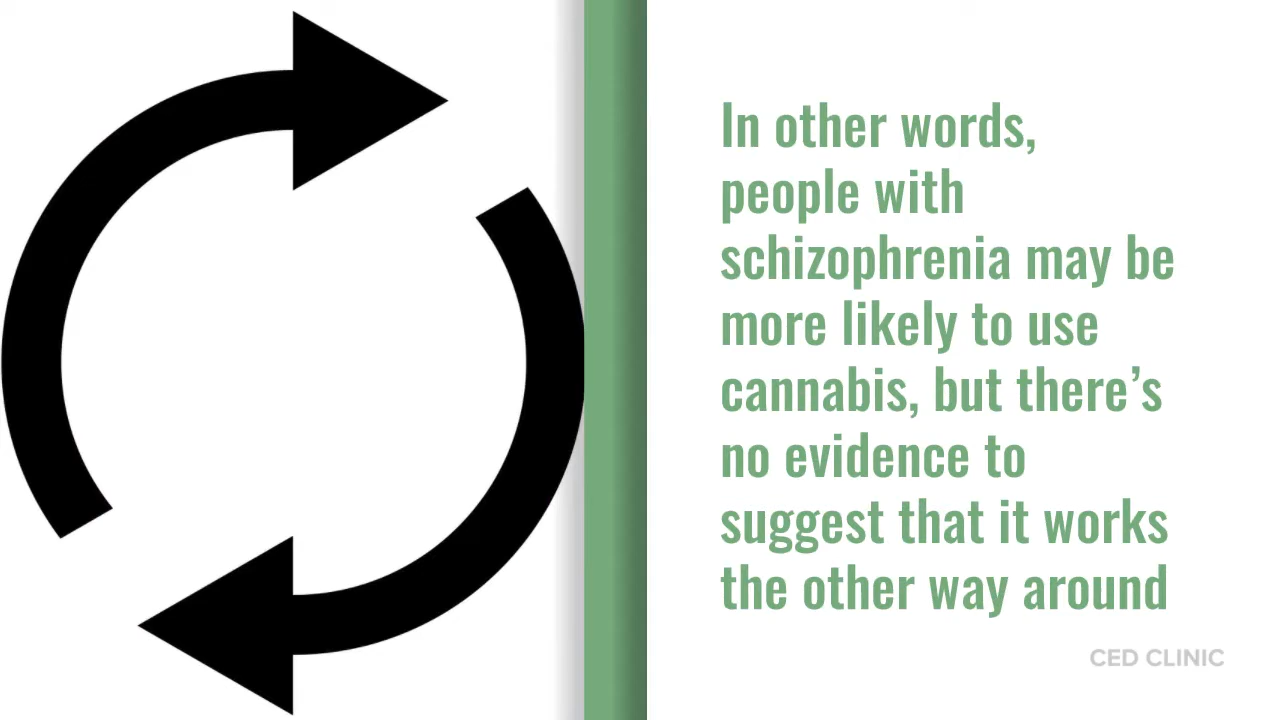 In other words,
people with
schizophrenia may be
more likely to use
cannabis, but there’s
no evidence to
suggest that it works
the other way around
CED CLINIC